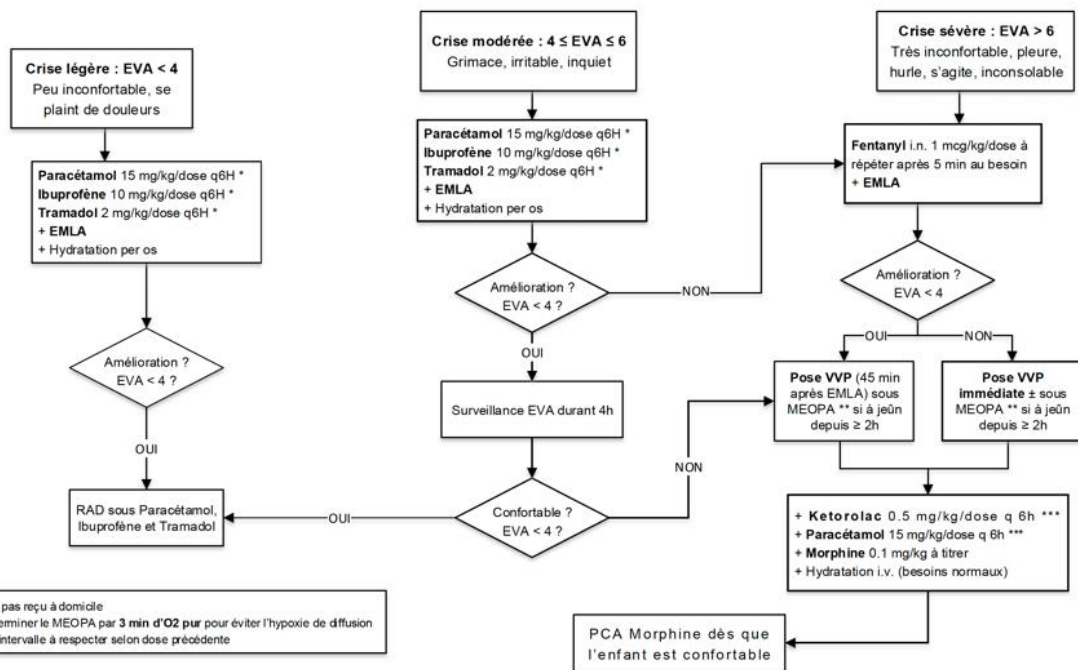 Crise légère : EVA < 4
Peu inconfortable, se
plaint de douleurs
Paracétamol 15 mg/kg/dose q6H *
Ibuprofène 10 mg/kg/dose q6H *
Tramadol 2 mg/kg/dose q6H *
+ EMLA
+ Hydratation per os
Amélioration ?
EVA < 4 ?
OUI
RAD sous Paracétamol,
Ibuprofène et Tramadol
Crise modérée : 4 ≤ EVA ≤ 6
Grimace, irritable, inquiet
Paracétamol 15 mg/kg/dose q6H *
Ibuprofène 10 mg/kg/dose q6H *
Tramadol 2 mg/kg/dose q6H *
+ EMLA
+ Hydratation per os
Amélioration ?
EVA < 4 ?
NON
OUI
Surveillance EVA durant 4h
Confortable ?
EVA < 4 ?
OUI
NON
Crise sévère : EVA > 6
Très inconfortable, pleure,
hurle, s'agite, inconsolable
Fentanyl i.n. 1 mcg/kg/dose à
répéter après 5 min au besoin
+ EMLA
Amélioration ?
EVA < 4
OUI
NON
Pose VVP (45 min
après EMLA) sous
MEOPA ** si à jeûn
depuis ≥ 2h
Pose VVP
immédiate ± sous
MEOPA ** si à jeûn
depuis ≥ 2h
+ Ketorolac 0.5 mg/kg/dose q 6h ***
+ Paracétamol 15 mg/kg/dose q 6h ***
+ Morphine 0.1 mg/kg à titrer
+ Hydratation i.v. (besoins normaux)
PCA Morphine dès que
l'enfant est confortable
pas reçu à domicile
erminer le MEOPA par 3 min d'O2 pur pour éviter l'hypoxie de diffusion
intervalle à respecter selon dose précédente